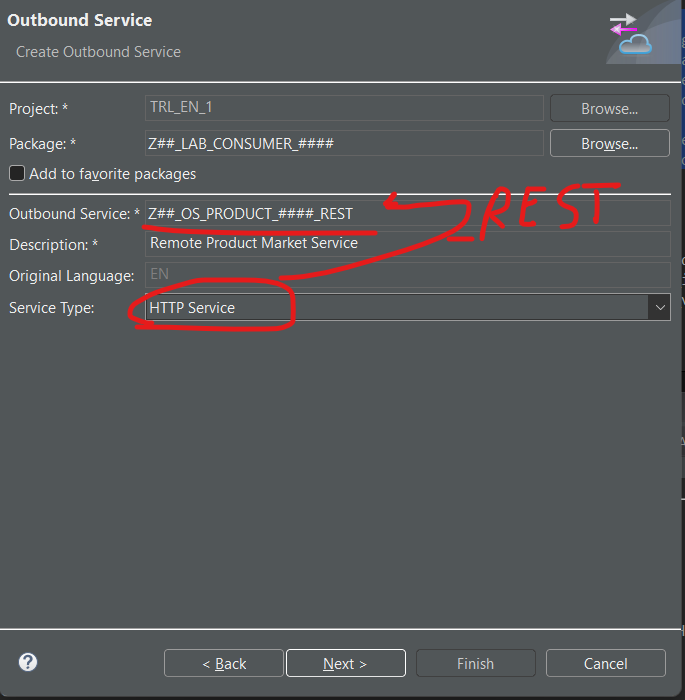 Outbound Service
Create Outbound Service
Project: * TRL_EN_1 Browse...
Package: * Z##_LAB_CONSUMER_#### Browse...
Add to favorite packages
Outbound Service: * Z##_OS_PRODUCT_####_REST
_REST
Description: * Remote Product Market Service
Original Language: EN
Service Type: HTTP Service
? < Back Next > Finish Cancel